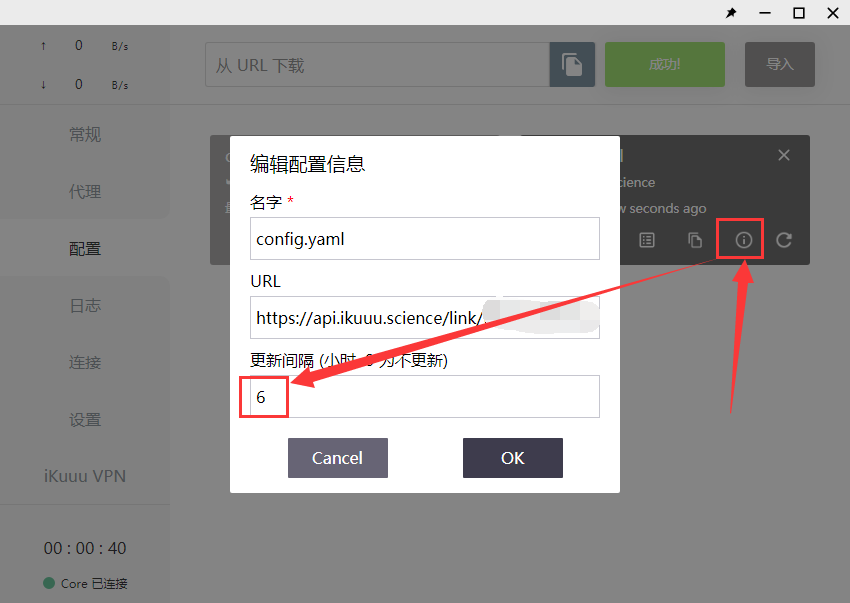 ↑ 0 B/s
↓ 0 B/s
从 URL 下载
成功!
导入
常规
代理
配置
日志
连接
设置
iKuuu VPN
00 : 00 : 40
Core 已连接
seconds ago
编辑配置信息
名字 *
config.yaml
URL
https://api.ikuuu.science/link/
更新间隔 (小时, 0 为不更新)
6
Cancel
OK